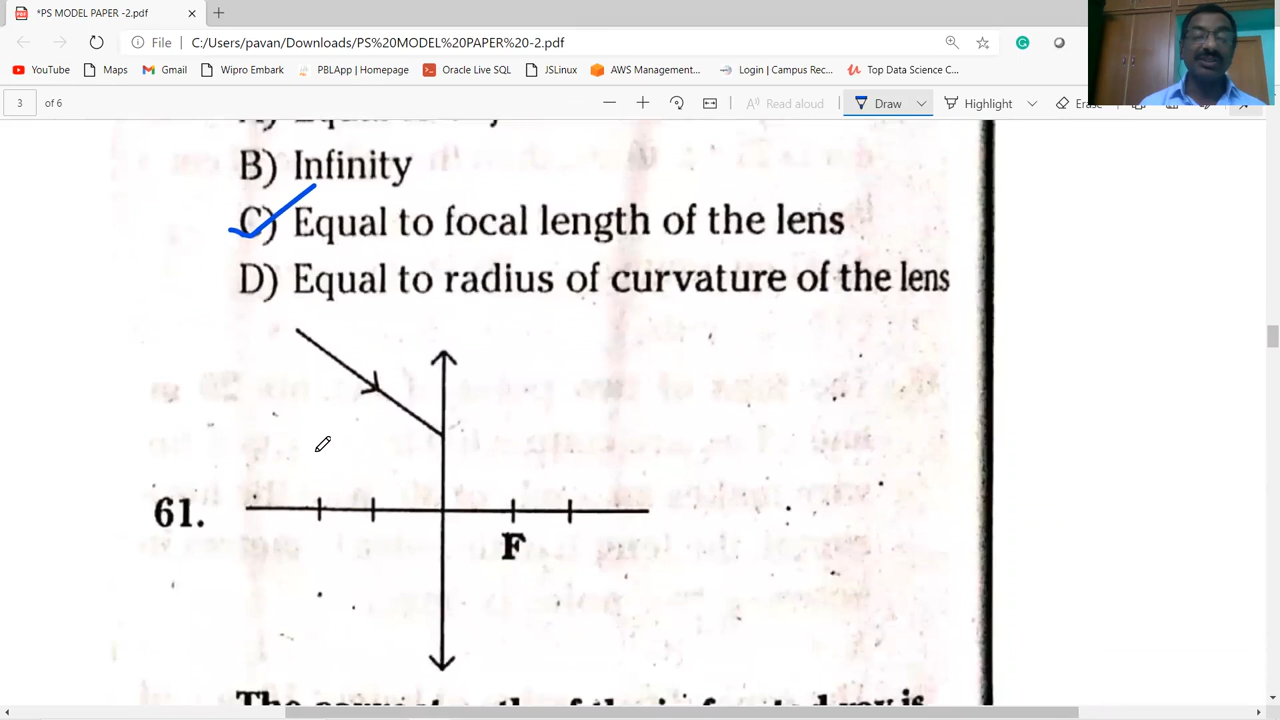 *PS MODEL PAPER -2.pdf
File C:/Users/pavan/Downloads/PS%20MODEL%20PAPER%20-2.pdf
YouTube Maps Gmail Wipro Embark PBLApp | Homepage Oracle Live SQL JSLinux AWS Management... Login | Campus Rec... Top Data Science C...
3 of 6 Read aloud Draw Highlight
B) Infinity
C) Equal to focal length of the lens
D) Equal to radius of curvature of the lens
61.
F